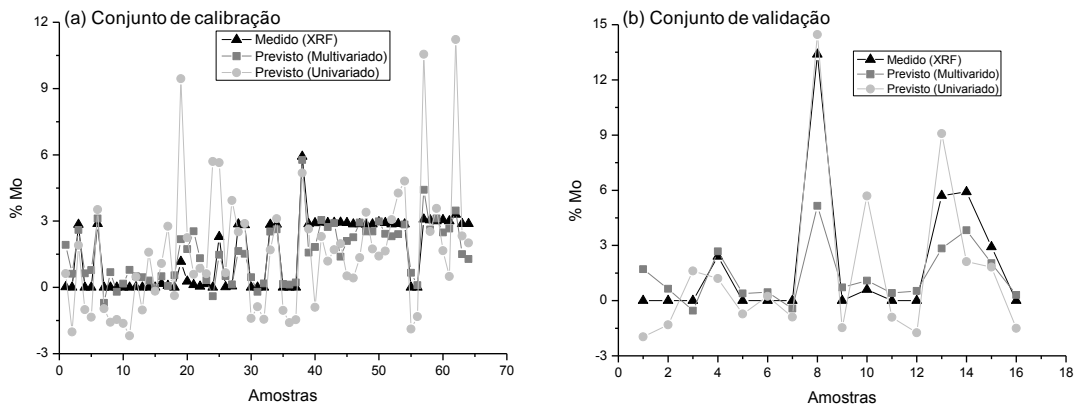 (a) Conjunto de calibração
Medido (XRF)
Previsto (Multivariado)
Previsto (Univariado)
% Mo
12
9
6
3
0
-3
0 10 20 30 40 50 60 70
Amostras
(b) Conjunto de validação
Medido (XRF)
Previsto (Multivarido)
Previsto (Univariado)
% Mo
15
12
9
6
3
0
-3
0 2 4 6 8 10 12 14 16 18
Amostras